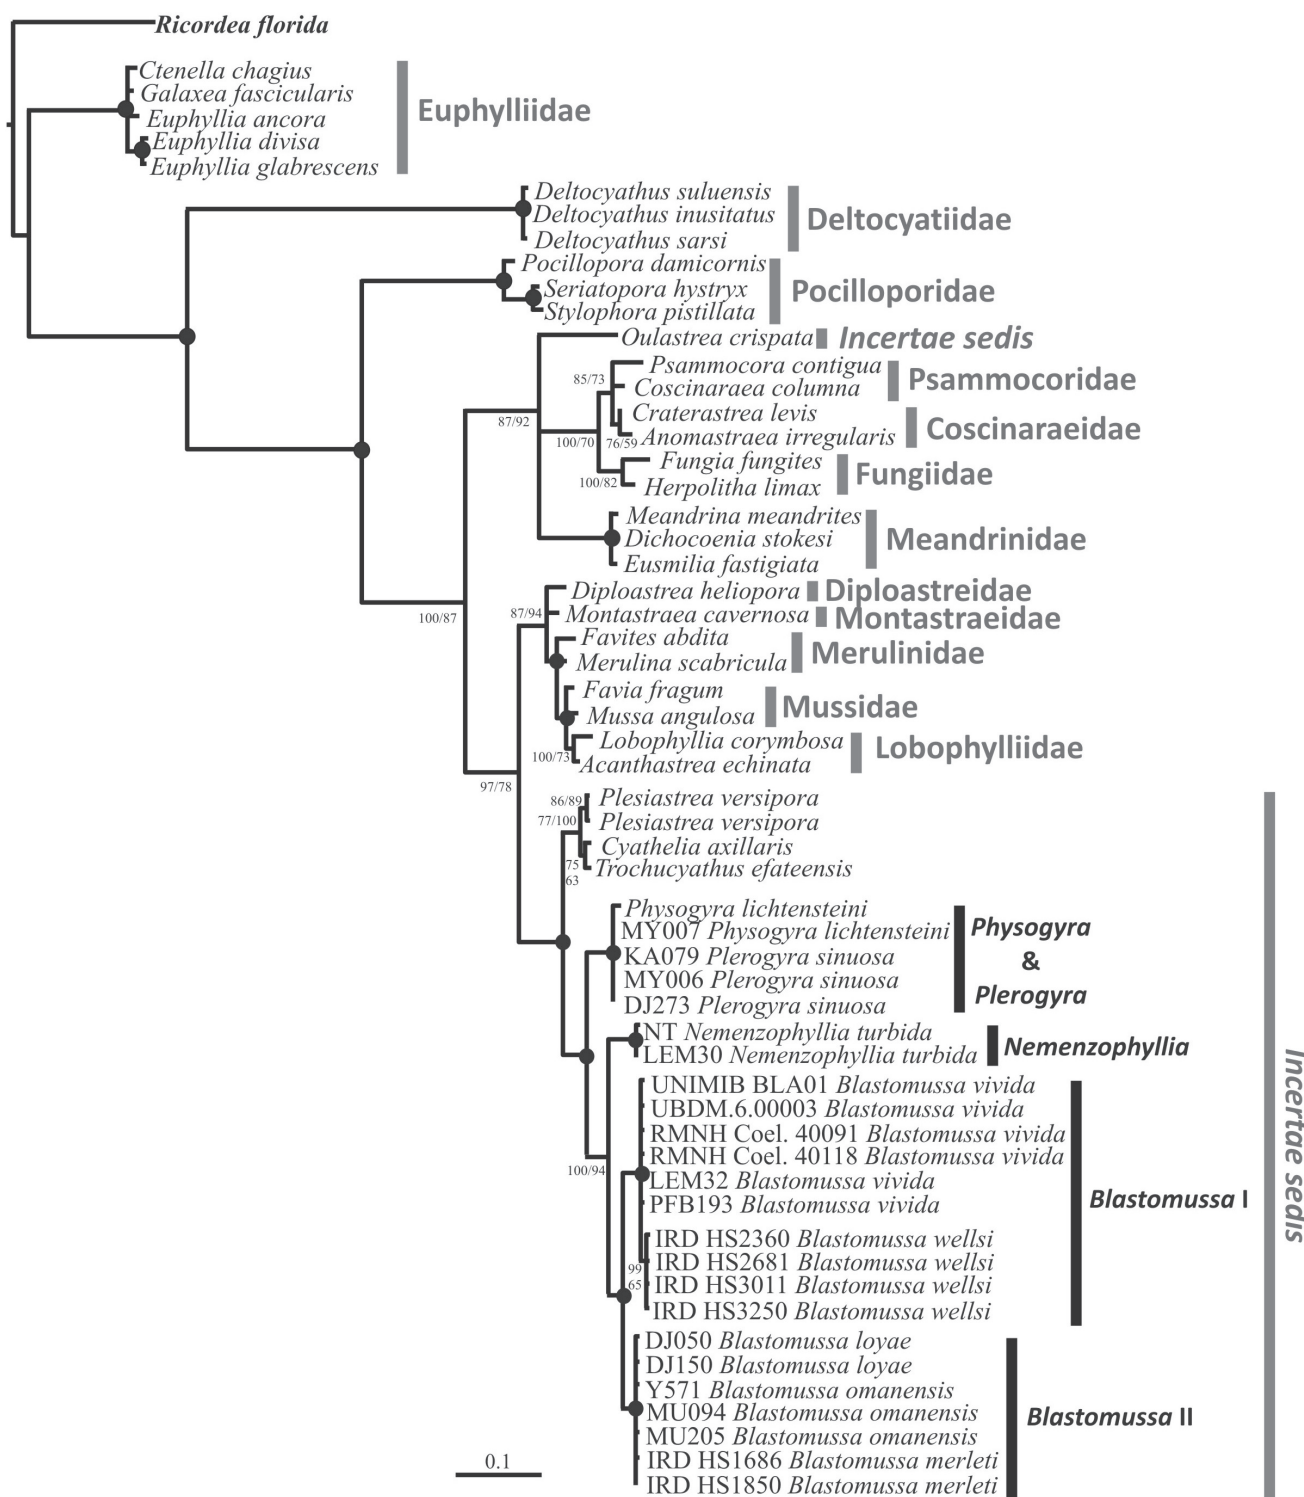 Ricordea florida
Ctenella chagius
Galaxea fascicularis
Euphyllia ancora
Euphyllia divisa
Euphyllia glabrescens
Euphylliidae
Deltocyathus suluensis
Deltocyathus inusitatus
Deltocyathus sarsi
Deltocyatiidae
Pocillopora damicornis
Seriatopora hystryx
Stylophora pistillata
Pocilloporidae
Oulastrea crispata
Incertae sedis
Psammocora contigua
Coscinaraea columna
85/73
Psammocoridae
Craterastrea levis
Anomastraea irregularis
87/92
100/70
76/59
Coscinaraeidae
Fungia fungites
Herpolitha limax
100/82
Fungiidae
Meandrina meandrites
Dichocoenia stokesi
Eusmilia fastigiata
Meandrinidae
Diploastrea heliopora
Diploastreidae
87/94
100/87
Montastraea cavernosa
Montastraeidae
Favites abdita
Merulina scabricula
Merulinidae
Favia fragum
Mussa angulosa
Mussidae
Lobophyllia corymbosa
Acanthastrea echinata
100/73
Lobophylliidae
97/78
86/89
Plesiastrea versipora
77/100
Plesiastrea versipora
Cyathelia axillaris
Trochucyathus efateensis
75
63
Physogyra lichtensteini
MY007 Physogyra lichtensteini
KA079 Plerogyra sinuosa
MY006 Plerogyra sinuosa
DJ273 Plerogyra sinuosa
Physogyra
&
Plerogyra
NT Nemenzophyllia turbida
LEM30 Nemenzophyllia turbida
Nemenzophyllia
UNIMIB BLA01 Blastomussa vivida
UBDM.6.00003 Blastomussa vivida
RMNH Coel. 40091 Blastomussa vivida
RMNH Coel. 40118 Blastomussa vivida
100/94
LEM32 Blastomussa vivida
PFB193 Blastomussa vivida
IRD HS2360 Blastomussa wellsi
IRD HS2681 Blastomussa wellsi
IRD HS3011 Blastomussa wellsi
IRD HS3250 Blastomussa wellsi
99
65
Blastomussa I
DJ050 Blastomussa loyae
DJ150 Blastomussa loyae
Y571 Blastomussa omanensis
MU094 Blastomussa omanensis
MU205 Blastomussa omanensis
IRD HS1686 Blastomussa merleti
IRD HS1850 Blastomussa merleti
Blastomussa II
Incertae sedis
0.1